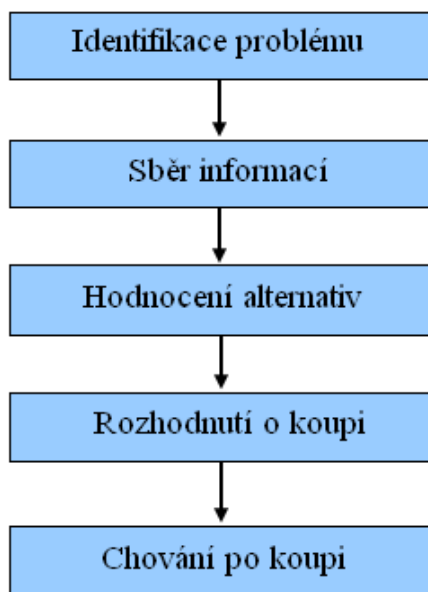 Identifikace problému
Sběr informací
Hodnocení alternativ
Rozhodnutí o koupi
Chování po koupi